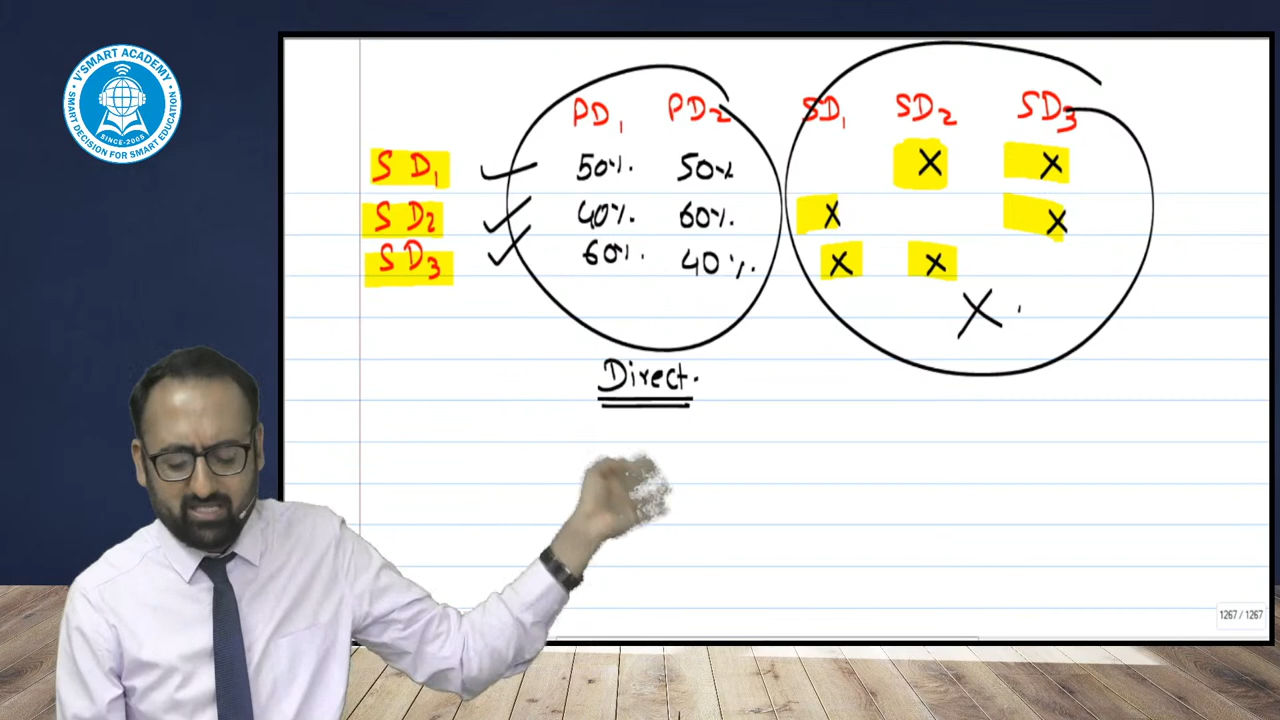 V'SMART ACADEMY
SMART DECISION FOR SMART EDUCATION
SINCE-2006
PD1 PD2 SD1 SD2 SD3
SD1 ✓ 50%. 50% X X
SD2 ✓ 40%. 60%. X X
SD3 ✓ 60%. 40%. X X
X
Direct.
1267 / 1267